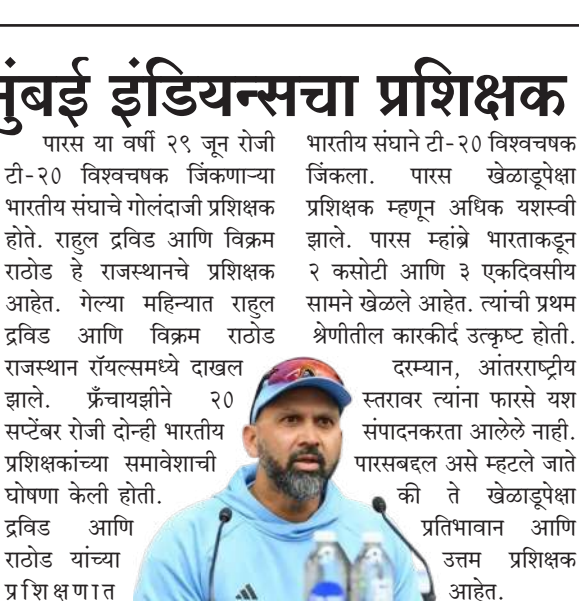 मुंबई इंडियन्सचा प्रशिक्षक
पारस या वर्षी २९ जून रोजी
टी-२० विश्वचषक जिंकणाऱ्या
भारतीय संघाचे गोलंदाजी प्रशिक्षक
होते. राहुल द्रविड आणि विक्रम
राठोड हे राजस्थानचे प्रशिक्षक
आहेत. गेल्या महिन्यात राहुल
द्रविड आणि विक्रम राठोड
राजस्थान रॉयल्समध्ये दाखल
झाले. फ्रँचायझीने २०
सप्टेंबर रोजी दोन्ही भारतीय
प्रशिक्षकांच्या समावेशाची
घोषणा केली होती.
द्रविड आणि
राठोड यांच्या
प्रशिक्षणात
भारतीय संघाने टी-२० विश्वचषक
जिंकला. पारस खेळाडूपेक्षा
प्रशिक्षक म्हणून अधिक यशस्वी
झाले. पारस म्हांब्रे भारताकडून
२ कसोटी आणि ३ एकदिवसीय
सामने खेळले आहेत. त्यांची प्रथम
श्रेणीतील कारकीर्द उत्कृष्ट होती.
दरम्यान, आंतरराष्ट्रीय
स्तरावर त्यांना फारसे यश
संपादनकरता आलेले नाही.
पारसबद्दल असे म्हटले जाते
की ते खेळाडूपेक्षा
प्रतिभावान आणि
उत्तम प्रशिक्षक
आहेत.